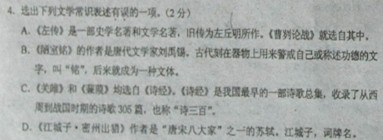 4. 选出下列文学常识表述有误的一项。(2 分)
A.《左传》是一部史学名著和文学名著，旧传为左丘明所作。《曹刿论战》就选自其中。
B.《陋室铭》的作者是唐代文学家刘禹锡。古代刻在器物上用来警戒自己或称述功德的文
字，叫“铭”，后来就成为一种文体。
C.《关雎》和《蒹葭》均选自《诗经》。《诗经》是我国最早的一部诗歌总集，收录了从西
周到战国时期的诗歌 305 篇，也称“诗三百”。
D.《江城子·密州出猎》作者是“唐宋八大家”之一的苏轼。江城子，词牌名。